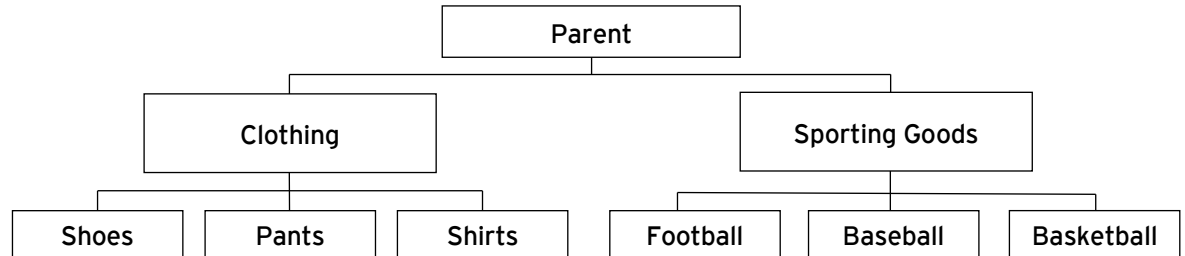 Parent
Clothing
Sporting Goods
Shoes
Pants
Shirts
Football
Baseball
Basketball